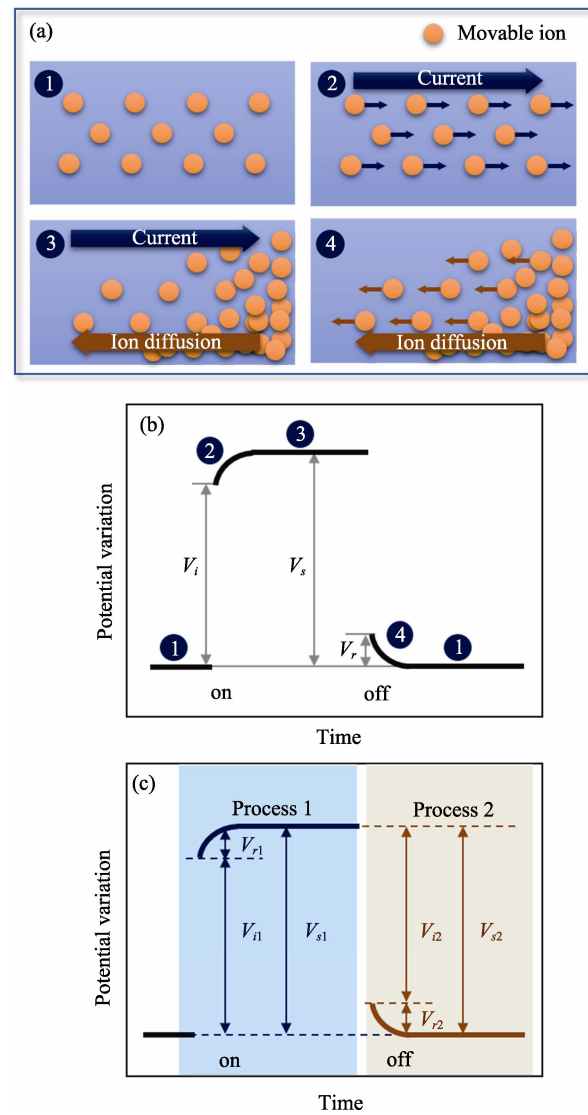 (a)
Movable ion
1
2
Current
3
Current
Ion diffusion
4
Ion diffusion
(b)
2
3
Vi
Vs
1
Vr
4
1
on
off
Potential variation
Time
(c)
Process 1
Process 2
Vr1
Vi1
Vs1
Vi2
Vs2
Vr2
on
off
Potential variation
Time